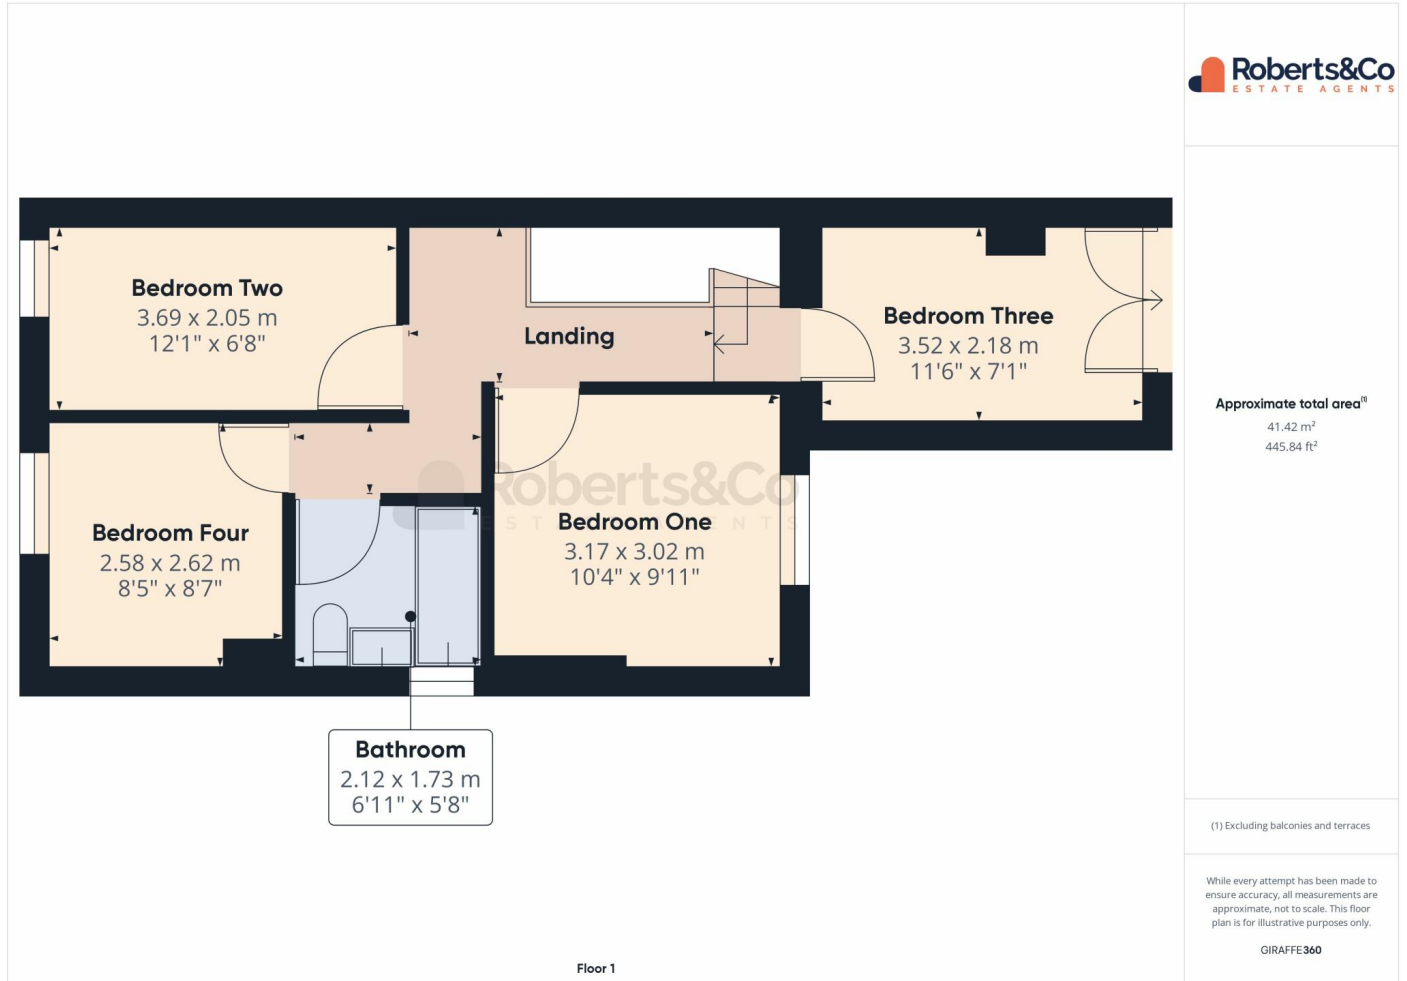 Roberts&Co
ESTATE AGENTS
Bedroom Two
3.69 x 2.05 m
12'1" x 6'8"
Landing
Bedroom Three
3.52 x 2.18 m
11'6" x 7'1"
Bedroom Four
2.58 x 2.62 m
8'5" x 8'7"
Roberts&Co
ESTATE AGENTS
Bedroom One
3.17 x 3.02 m
10'4" x 9'11"
Bathroom
2.12 x 1.73 m
6'11" x 5'8"
Floor 1
Approximate total area(1)
41.42 m²
445.84 ft²
(1) Excluding balconies and terraces
While every attempt has been made to
ensure accuracy, all measurements are
approximate, not to scale. This floor
plan is for illustrative purposes only.
GIRAFFE360